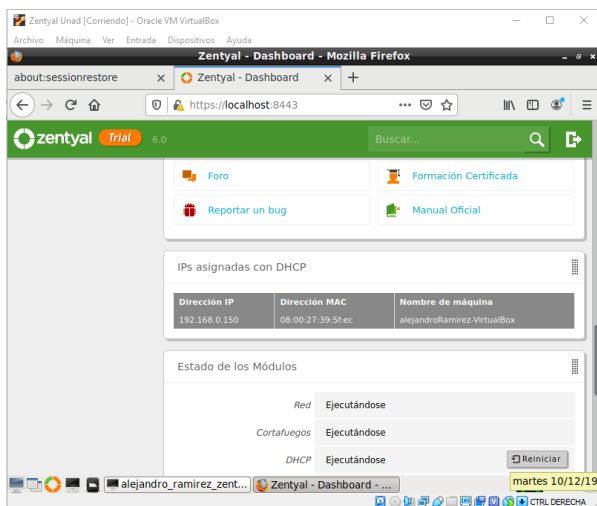 Zentyal Unad [Corriendo] - Oracle VM VirtualBox
Archivo Máquina Ver Entrada Dispositivos Ayuda
Zentyal - Dashboard - Mozilla Firefox
about:sessionrestore Zentyal - Dashboard
https://localhost:8443
zentyal Trial 6.0 Buscar...
Foro Formación Certificada
Reportar un bug Manual Oficial
IPs asignadas con DHCP
Dirección IP Dirección MAC Nombre de máquina
192.168.0.150 08:00:27:39:5f:ec alejandroRamirez-VirtualBox
Estado de los Módulos
Red Ejecutándose
Cortafuegos Ejecutándose
DHCP Ejecutándose Reiniciar
alejandro_ramirez_zent... Zentyal - Dashboard - ... martes 10/12/19
CTRL DERECHA